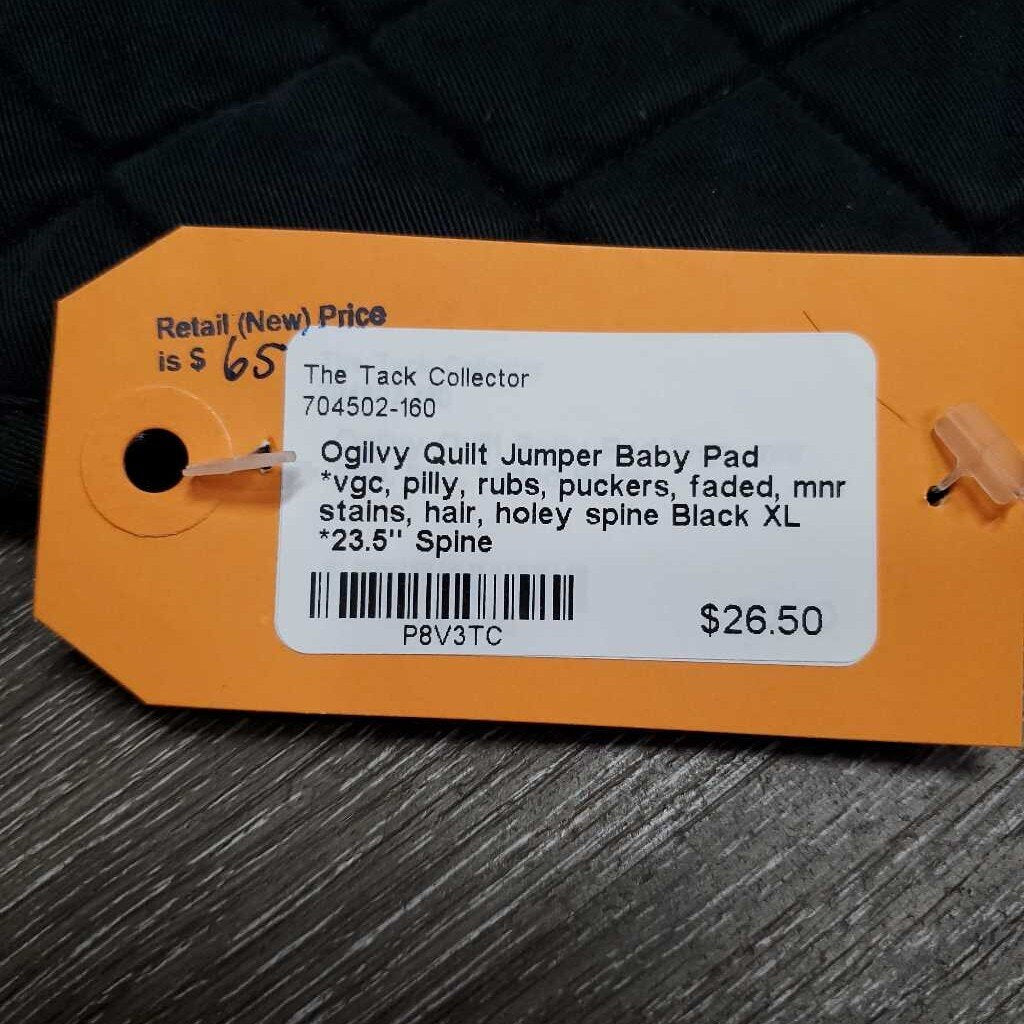 Retail (New) Price
is $ 65
The Tack Collector
704502-160
Ogilvy Quilt Jumper Baby Pad
*vgc, pilly, rubs, puckers, faded, mnr
stains, hair, holey spine Black XL
*23.5" Spine
P8V3TC
$26.50